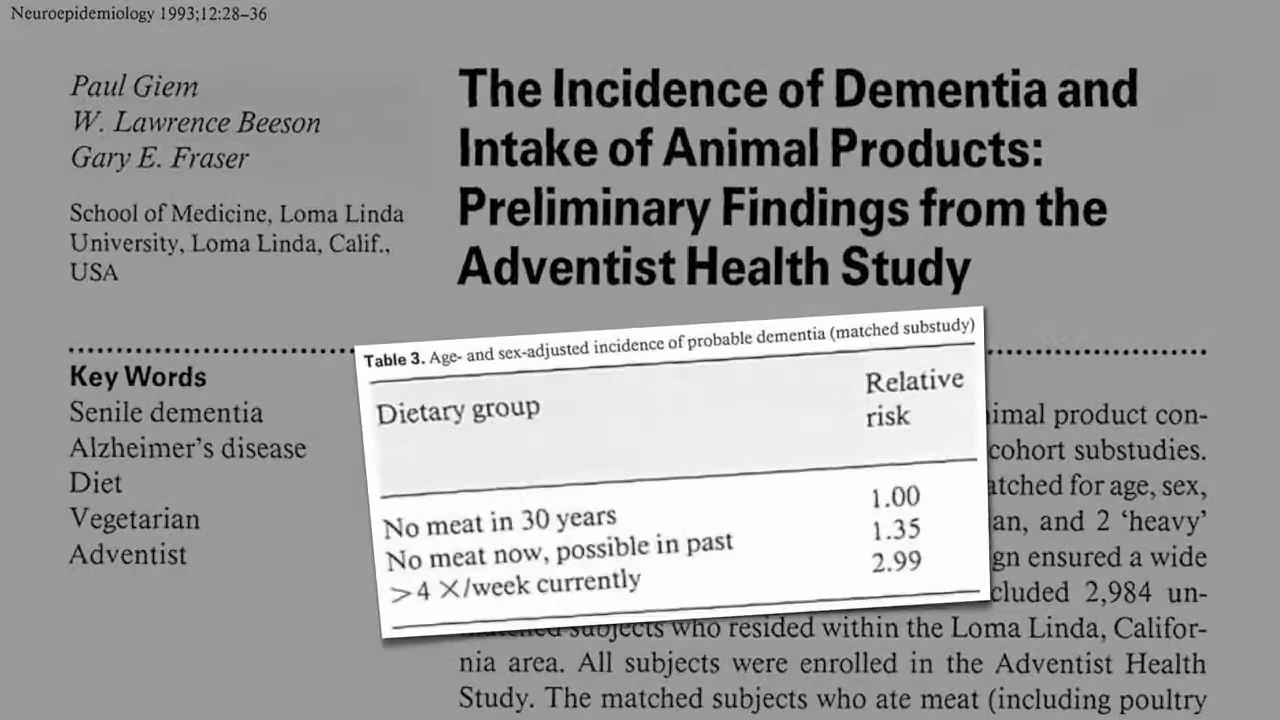 Neuroepidemiology 1993;12:28–36
Paul Giem
W. Lawrence Beeson
Gary E. Fraser
School of Medicine, Loma Linda
University, Loma Linda, Calif.,
USA
The Incidence of Dementia and
Intake of Animal Products:
Preliminary Findings from the
Adventist Health Study
Key Words
Senile dementia
Alzheimer’s disease
Diet
Vegetarian
Adventist
Table 3. Age- and sex-adjusted incidence of probable dementia (matched substudy)
Dietary group
Relative
risk
No meat in 30 years 1.00
No meat now, possible in past 1.35
>4 ×/week currently 2.99
product con-
cohort substudies.
for age, sex,
and 2 ‘heavy’
ensured a wide
2,984 un-
subjects who resided within the Loma Linda, Califor-
nia area. All subjects were enrolled in the Adventist Health
Study. The matched subjects who ate meat (including poultry